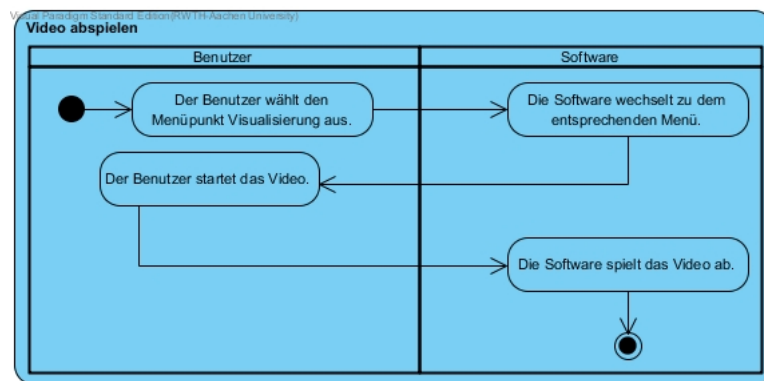 Visual Paradigm Standard Edition(RWTH-Aachen University)
Video abspielen
Benutzer
Software
Der Benutzer wählt den
Menüpunkt Visualisierung aus.
Die Software wechselt zu dem
entsprechenden Menü.
Der Benutzer startet das Video.
Die Software spielt das Video ab.